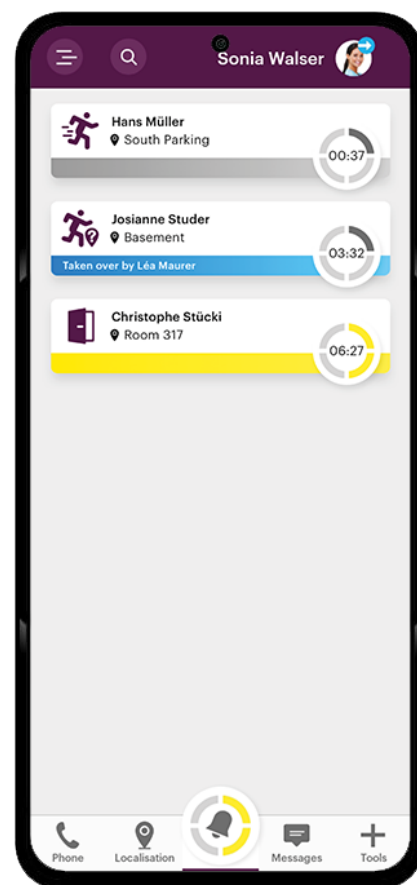 Sonia Walser
Hans Müller
South Parking
00:37
Josianne Studer
Basement
03:32
Taken over by Léa Maurer
Christophe Stücki
Room 317
06:27
Phone
Localisation
Messages
Tools